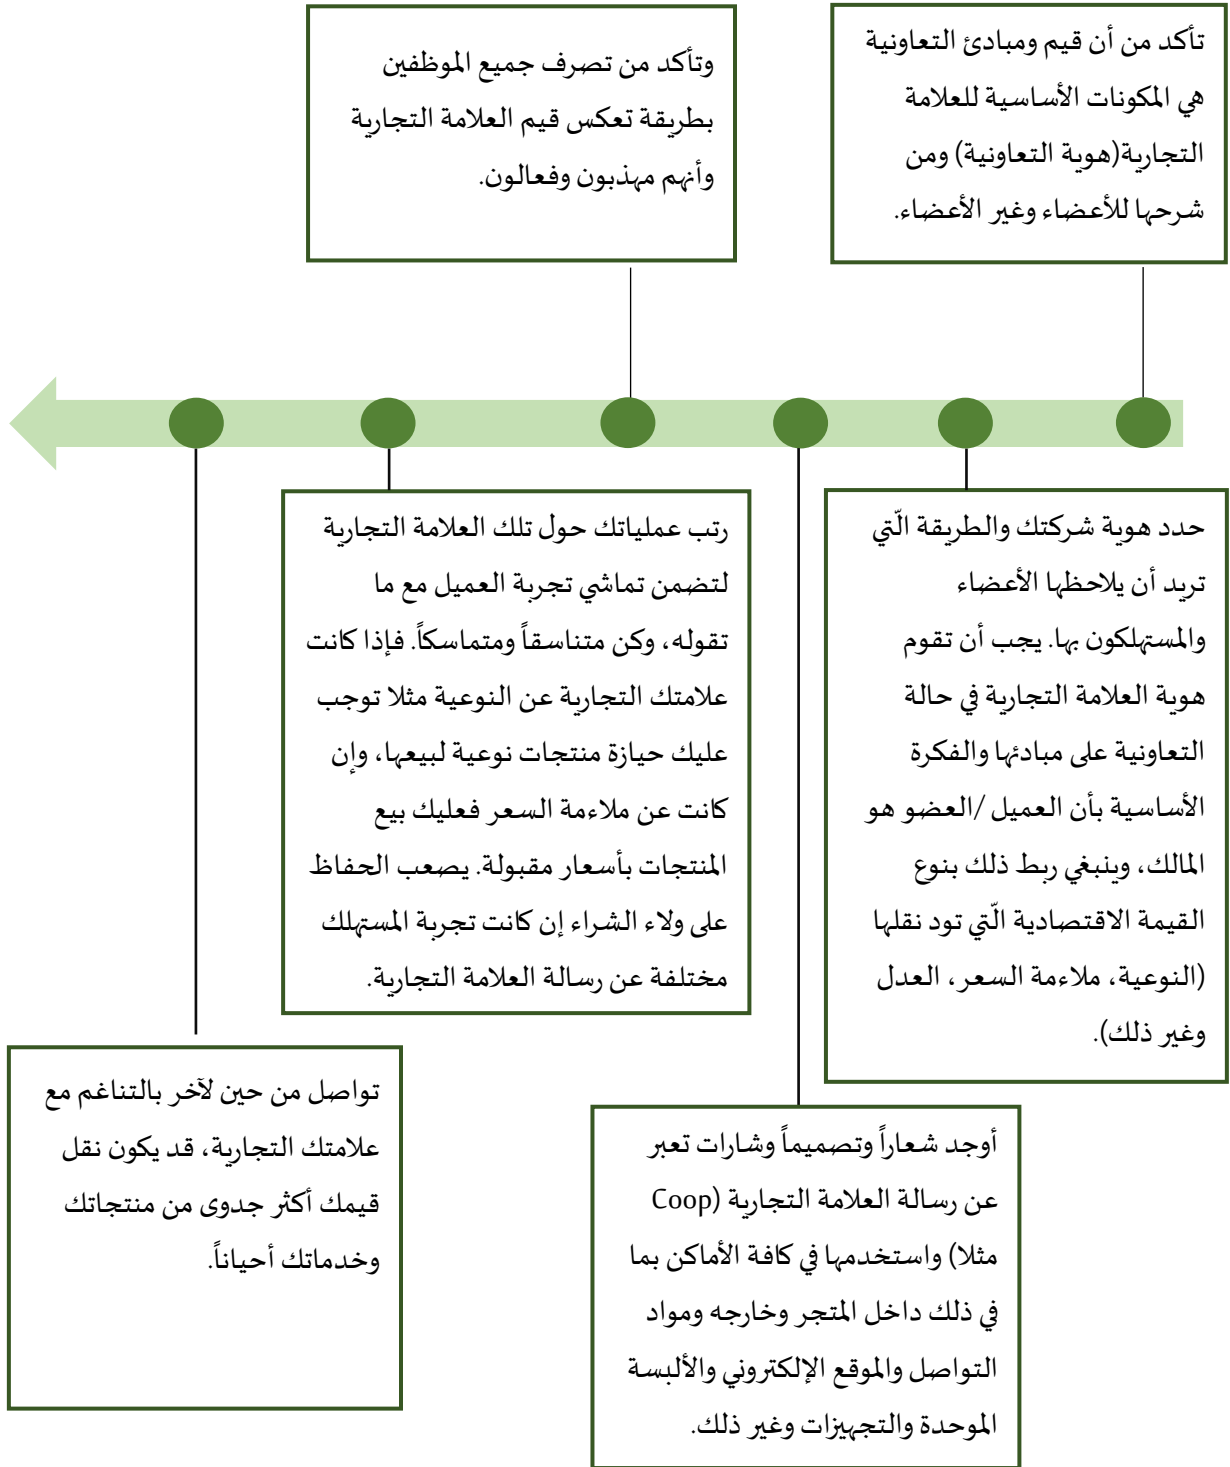 تأكد من أن قيم ومبادئ التعاونية
هي المكونات الأساسية للعلامة
التجارية(هوية التعاونية) ومن
شرحها للأعضاء وغير الأعضاء.
حدد هوية شركتك والطريقة الّتي
تريد أن يلاحظها الأعضاء
والمستهلكون بها. يجب أن تقوم
هوية العلامة التجارية في حالة
التعاونية على مبادئها والفكرة
الأساسية بأن العميل /العضو هو
المالك، وينبغي ربط ذلك بنوع
القيمة الاقتصادية الّتي تود نقلها
(النوعية، ملاءمة السعر، العدل
وغير ذلك).
أوجد شعاراً وتصميماً وشارات تعبر
عن رسالة العلامة التجارية (Coop
مثلا) واستخدمها في كافة الأماكن بما
في ذلك داخل المتجر وخارجه ومواد
التواصل والموقع الإلكتروني والألبسة
الموحدة والتجهيزات وغير ذلك.
وتأكد من تصرف جميع الموظفين
بطريقة تعكس قيم العلامة التجارية
وأنهم مهذبون وفعالون.
رتب عملياتك حول تلك العلامة التجارية
لتضمن تماشي تجربة العميل مع ما
تقوله، وكن متناسقاً ومتماسكاً. فإذا كانت
علامتك التجارية عن النوعية مثلا توجب
عليك حيازة منتجات نوعية لبيعها، وإن
كانت عن ملاءمة السعر فعليك بيع
المنتجات بأسعار مقبولة. يصعب الحفاظ
على ولاء الشراء إن كانت تجربة المستهلك
مختلفة عن رسالة العلامة التجارية.
تواصل من حين لآخر بالتناغم مع
علامتك التجارية، قد يكون نقل
قيمك أكثر جدوى من منتجاتك
وخدماتك أحياناً.